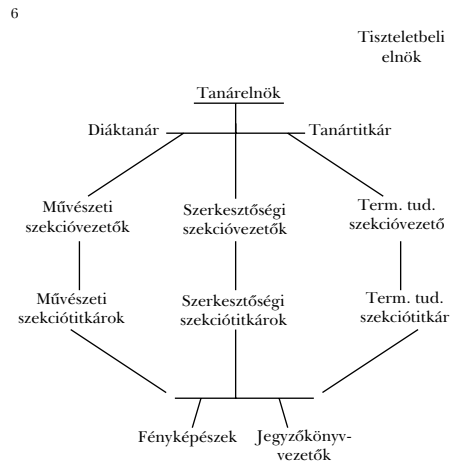 6
Tiszteletbeli
elnök
Tanárelnök
Diáktanár
Tanártitkár
Művészeti
szekcióvezetők
Szerkesztőségi
szekcióvezetők
Term. tud.
szekcióvezető
Művészeti
szekciótitkárok
Szerkesztőségi
szekciótitkárok
Term. tud.
szekciótitkár
Fényképészek
Jegyzőkönyv-
vezetők